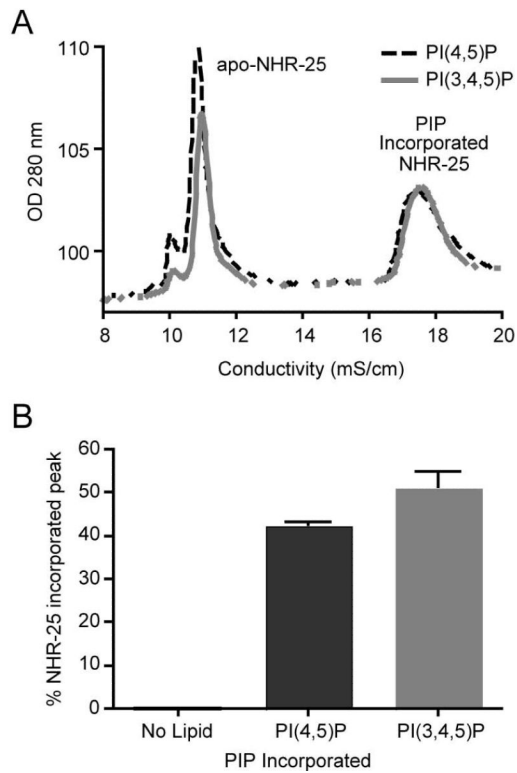 A
110
105
100
OD 280 nm
apo-NHR-25
PI(4,5)P
PI(3,4,5)P
PIP
Incorporated
NHR-25
8 10 12 14 16 18 20
Conductivity (mS/cm)
B
60
50
40
30
20
10
0
% NHR-25 incorporated peak
No Lipid PI(4,5)P PI(3,4,5)P
PIP Incorporated